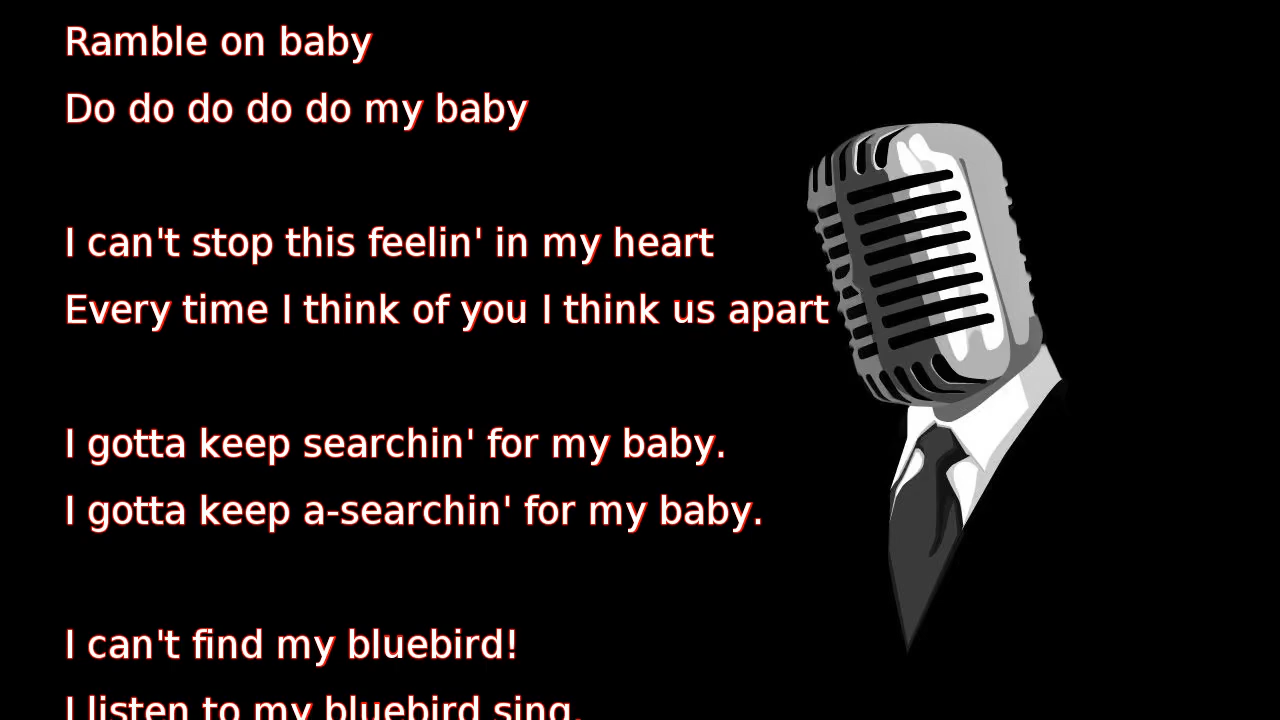 Ramble on baby
Do do do do do my baby
I can't stop this feelin' in my heart
Every time I think of you I think us apart
I gotta keep searchin' for my baby.
I gotta keep a-searchin' for my baby.
I can't find my bluebird!
I listen to my bluebird sing.